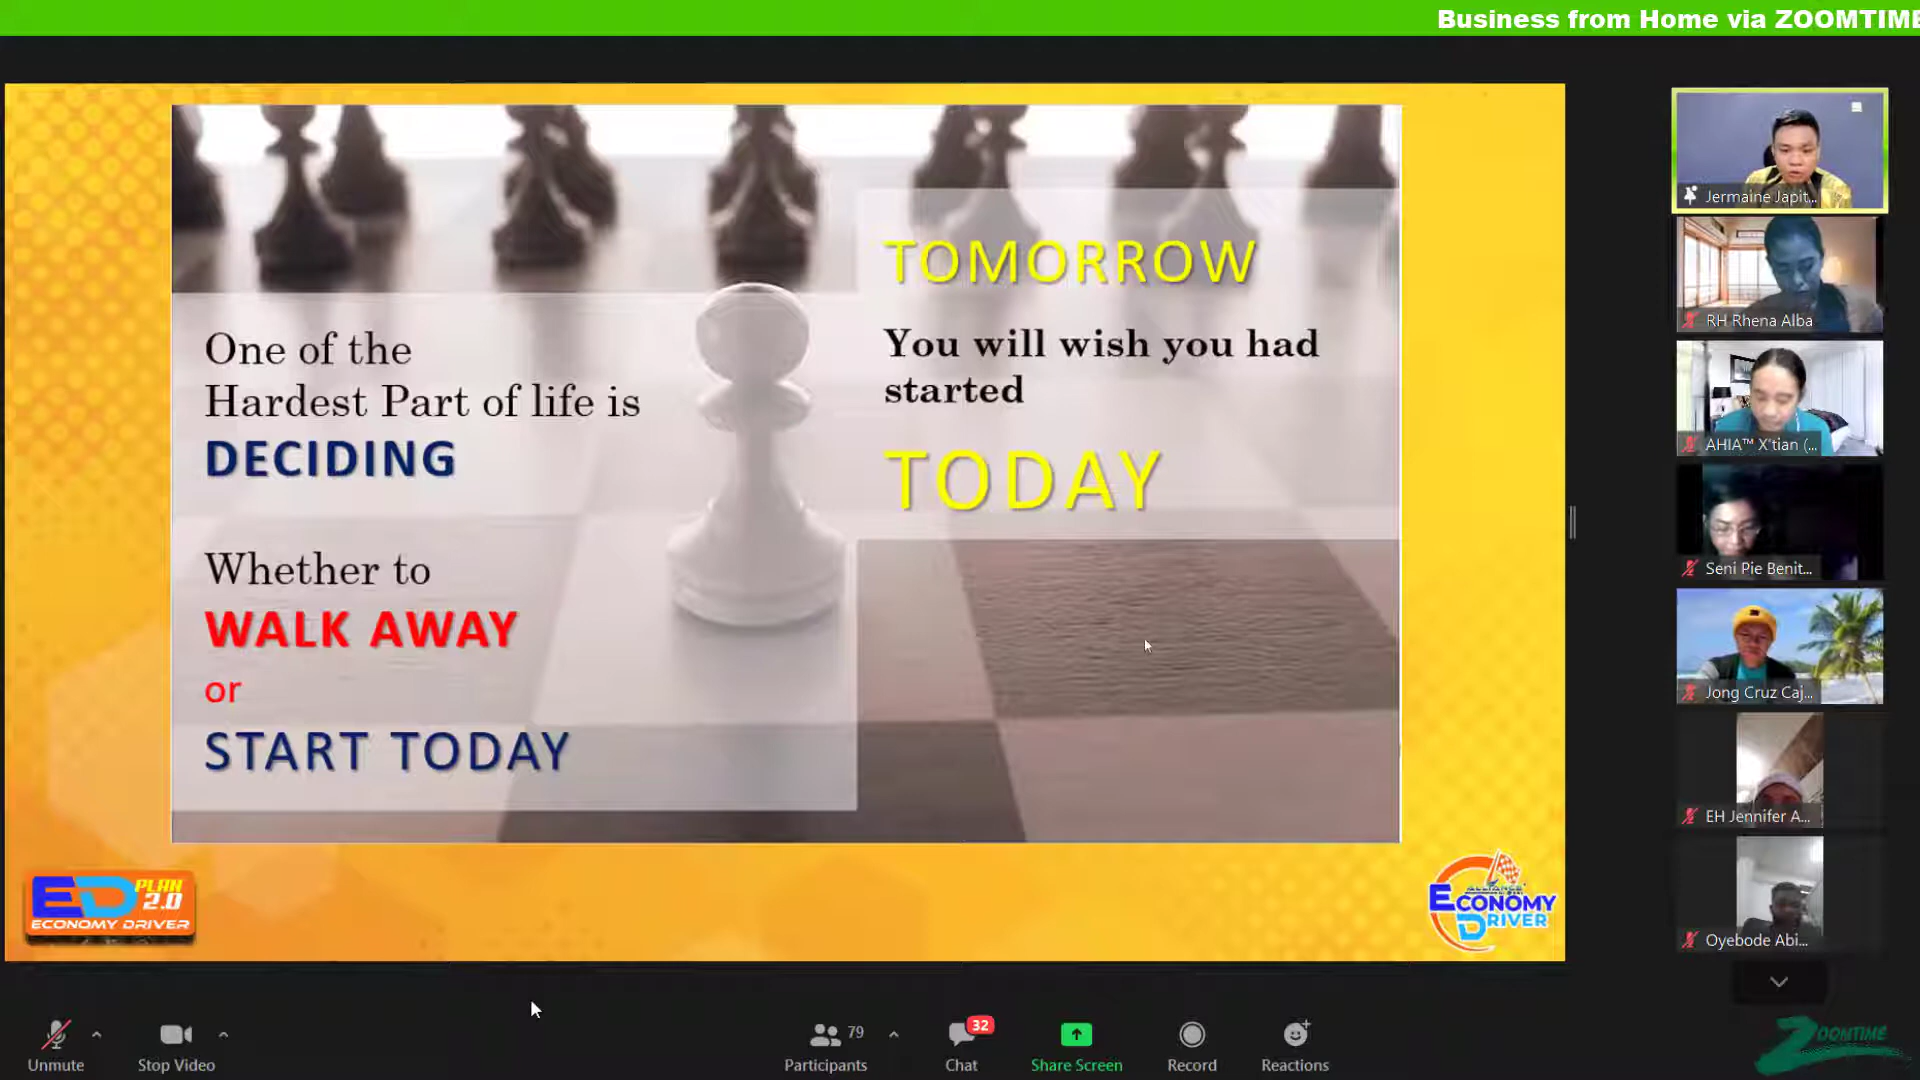 Business from Home via ZOOMTIME
One of the
Hardest Part of life is
DECIDING
Whether to
WALK AWAY
or
START TODAY
TOMORROW
You will wish you had
started
TODAY
ED PLAN 2.0
ECONOMY DRIVER
ALLIANCE
ECONOMY
DRIVER
Jermaine Japit...
RH Rhena Alba
AHIA™ X'tian (...
Seni Pie Benit...
Jong Cruz Caj...
EH Jennifer A...
Oyebode Abi...
Unmute
Stop Video
79
Participants
32
Chat
Share Screen
Record
Reactions
ZOOMTIME